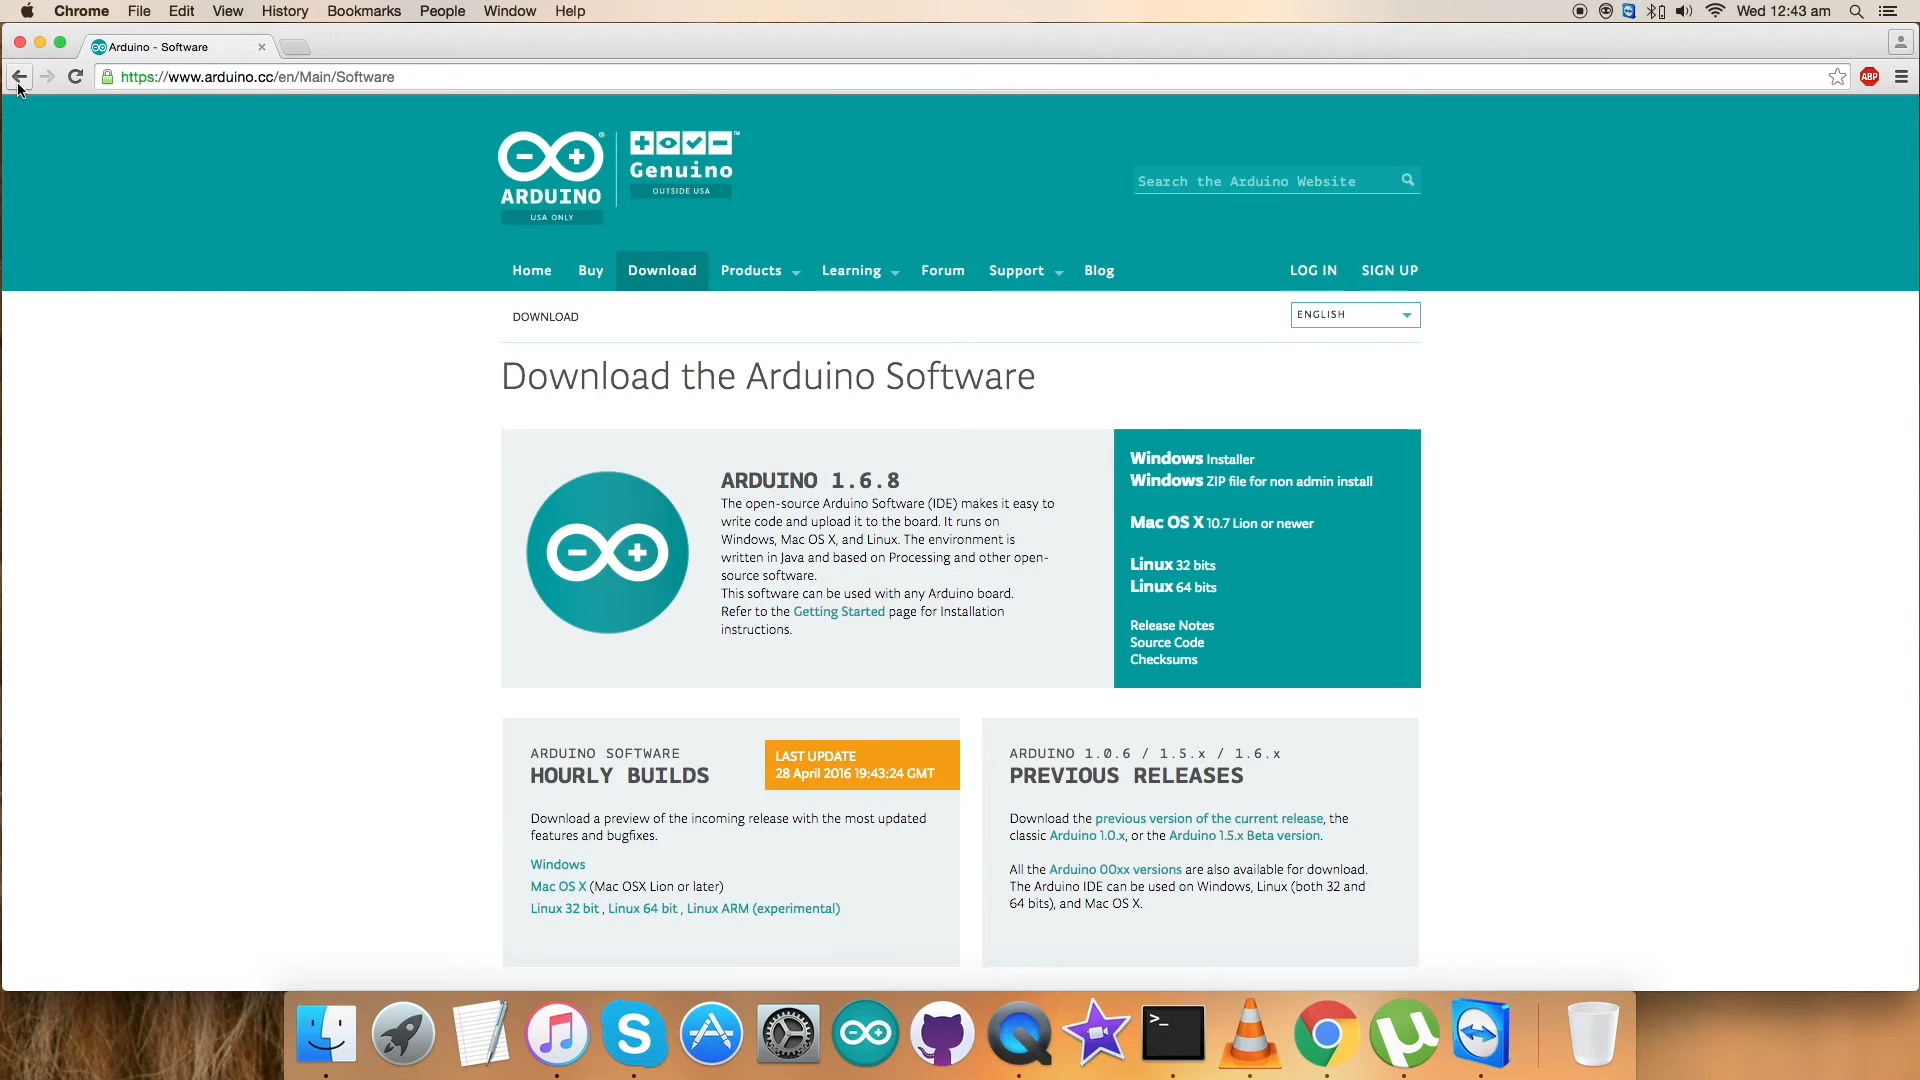 Chrome File Edit View History Bookmarks People Window Help
Wed 12:43 am
Arduino - Software
https://www.arduino.cc/en/Main/Software
ABP
ARDUINO
USA ONLY
Genuino
OUTSIDE USA
Search the Arduino Website
Home Buy Download Products Learning Forum Support Blog LOG IN SIGN UP
DOWNLOAD
ENGLISH
Download the Arduino Software
ARDUINO 1.6.8
The open-source Arduino Software (IDE) makes it easy to
write code and upload it to the board. It runs on
Windows, Mac OS X, and Linux. The environment is
written in Java and based on Processing and other open-
source software.
This software can be used with any Arduino board.
Refer to the Getting Started page for Installation
instructions.
Windows Installer
Windows ZIP file for non admin install
Mac OS X 10.7 Lion or newer
Linux 32 bits
Linux 64 bits
Release Notes
Source Code
Checksums
ARDUINO SOFTWARE
HOURLY BUILDS
LAST UPDATE
28 April 2016 19:43:24 GMT
Download a preview of the incoming release with the most updated
features and bugfixes.
Windows
Mac OS X (Mac OSX Lion or later)
Linux 32 bit , Linux 64 bit , Linux ARM (experimental)
ARDUINO 1.0.6 / 1.5.x / 1.6.x
PREVIOUS RELEASES
Download the previous version of the current release, the
classic Arduino 1.0.x, or the Arduino 1.5.x Beta version.
All the Arduino 00xx versions are also available for download.
The Arduino IDE can be used on Windows, Linux (both 32 and
64 bits), and Mac OS X.